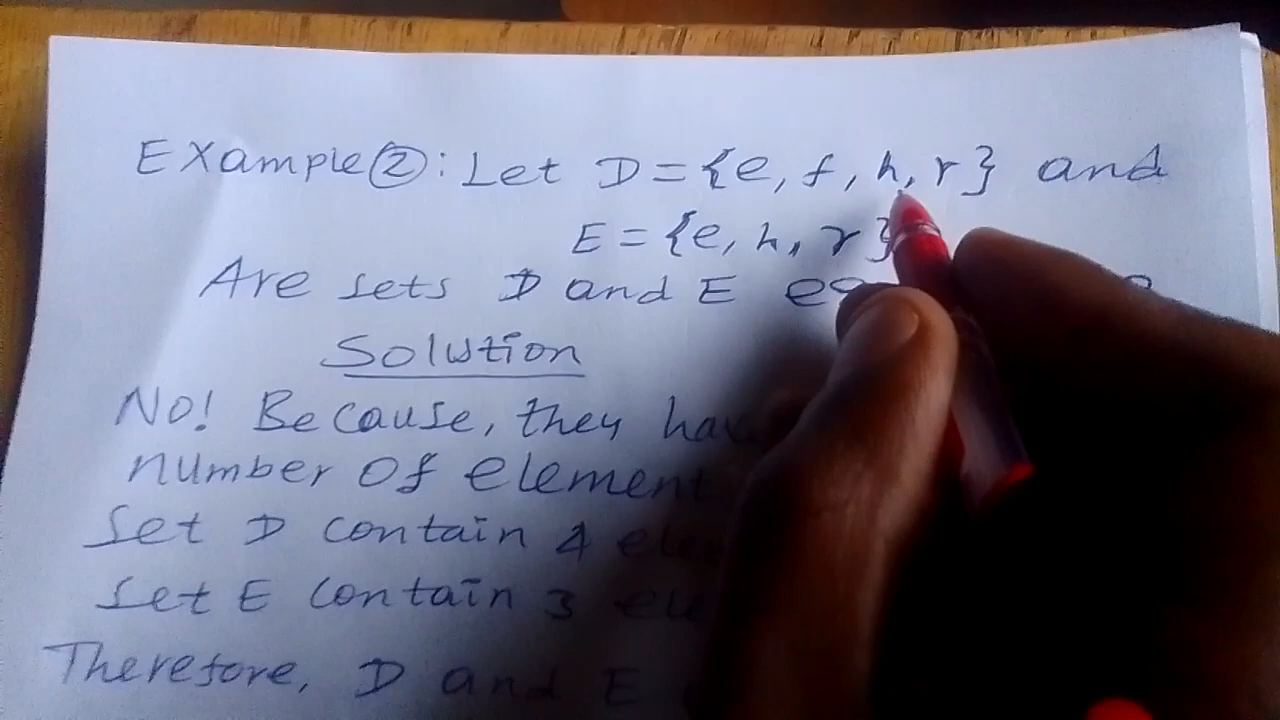 Example②: Let D = {e, f, h, r} and
E = {e, h, r}
Are sets D and E
Solution
No! Because, they
number of element
Set D contain 4
Set E contain 3
Therefore, D and E